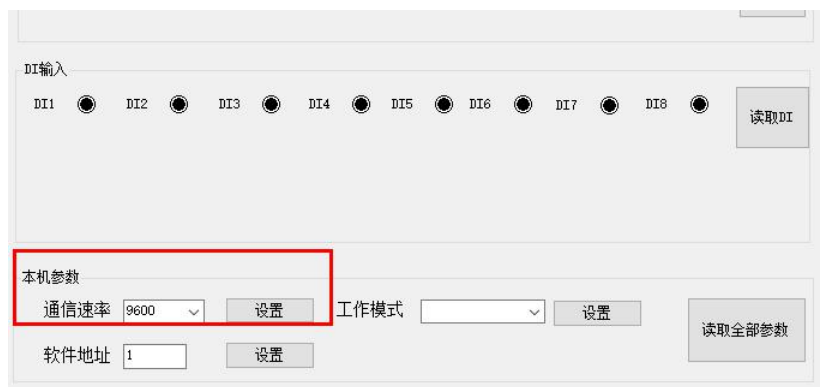 DI输入
DI1 DI2 DI3 DI4 DI5 DI6 DI7 DI8 读取DI
本机参数
通信速率 9600 设置 工作模式 设置 读取全部参数
软件地址 1 设置